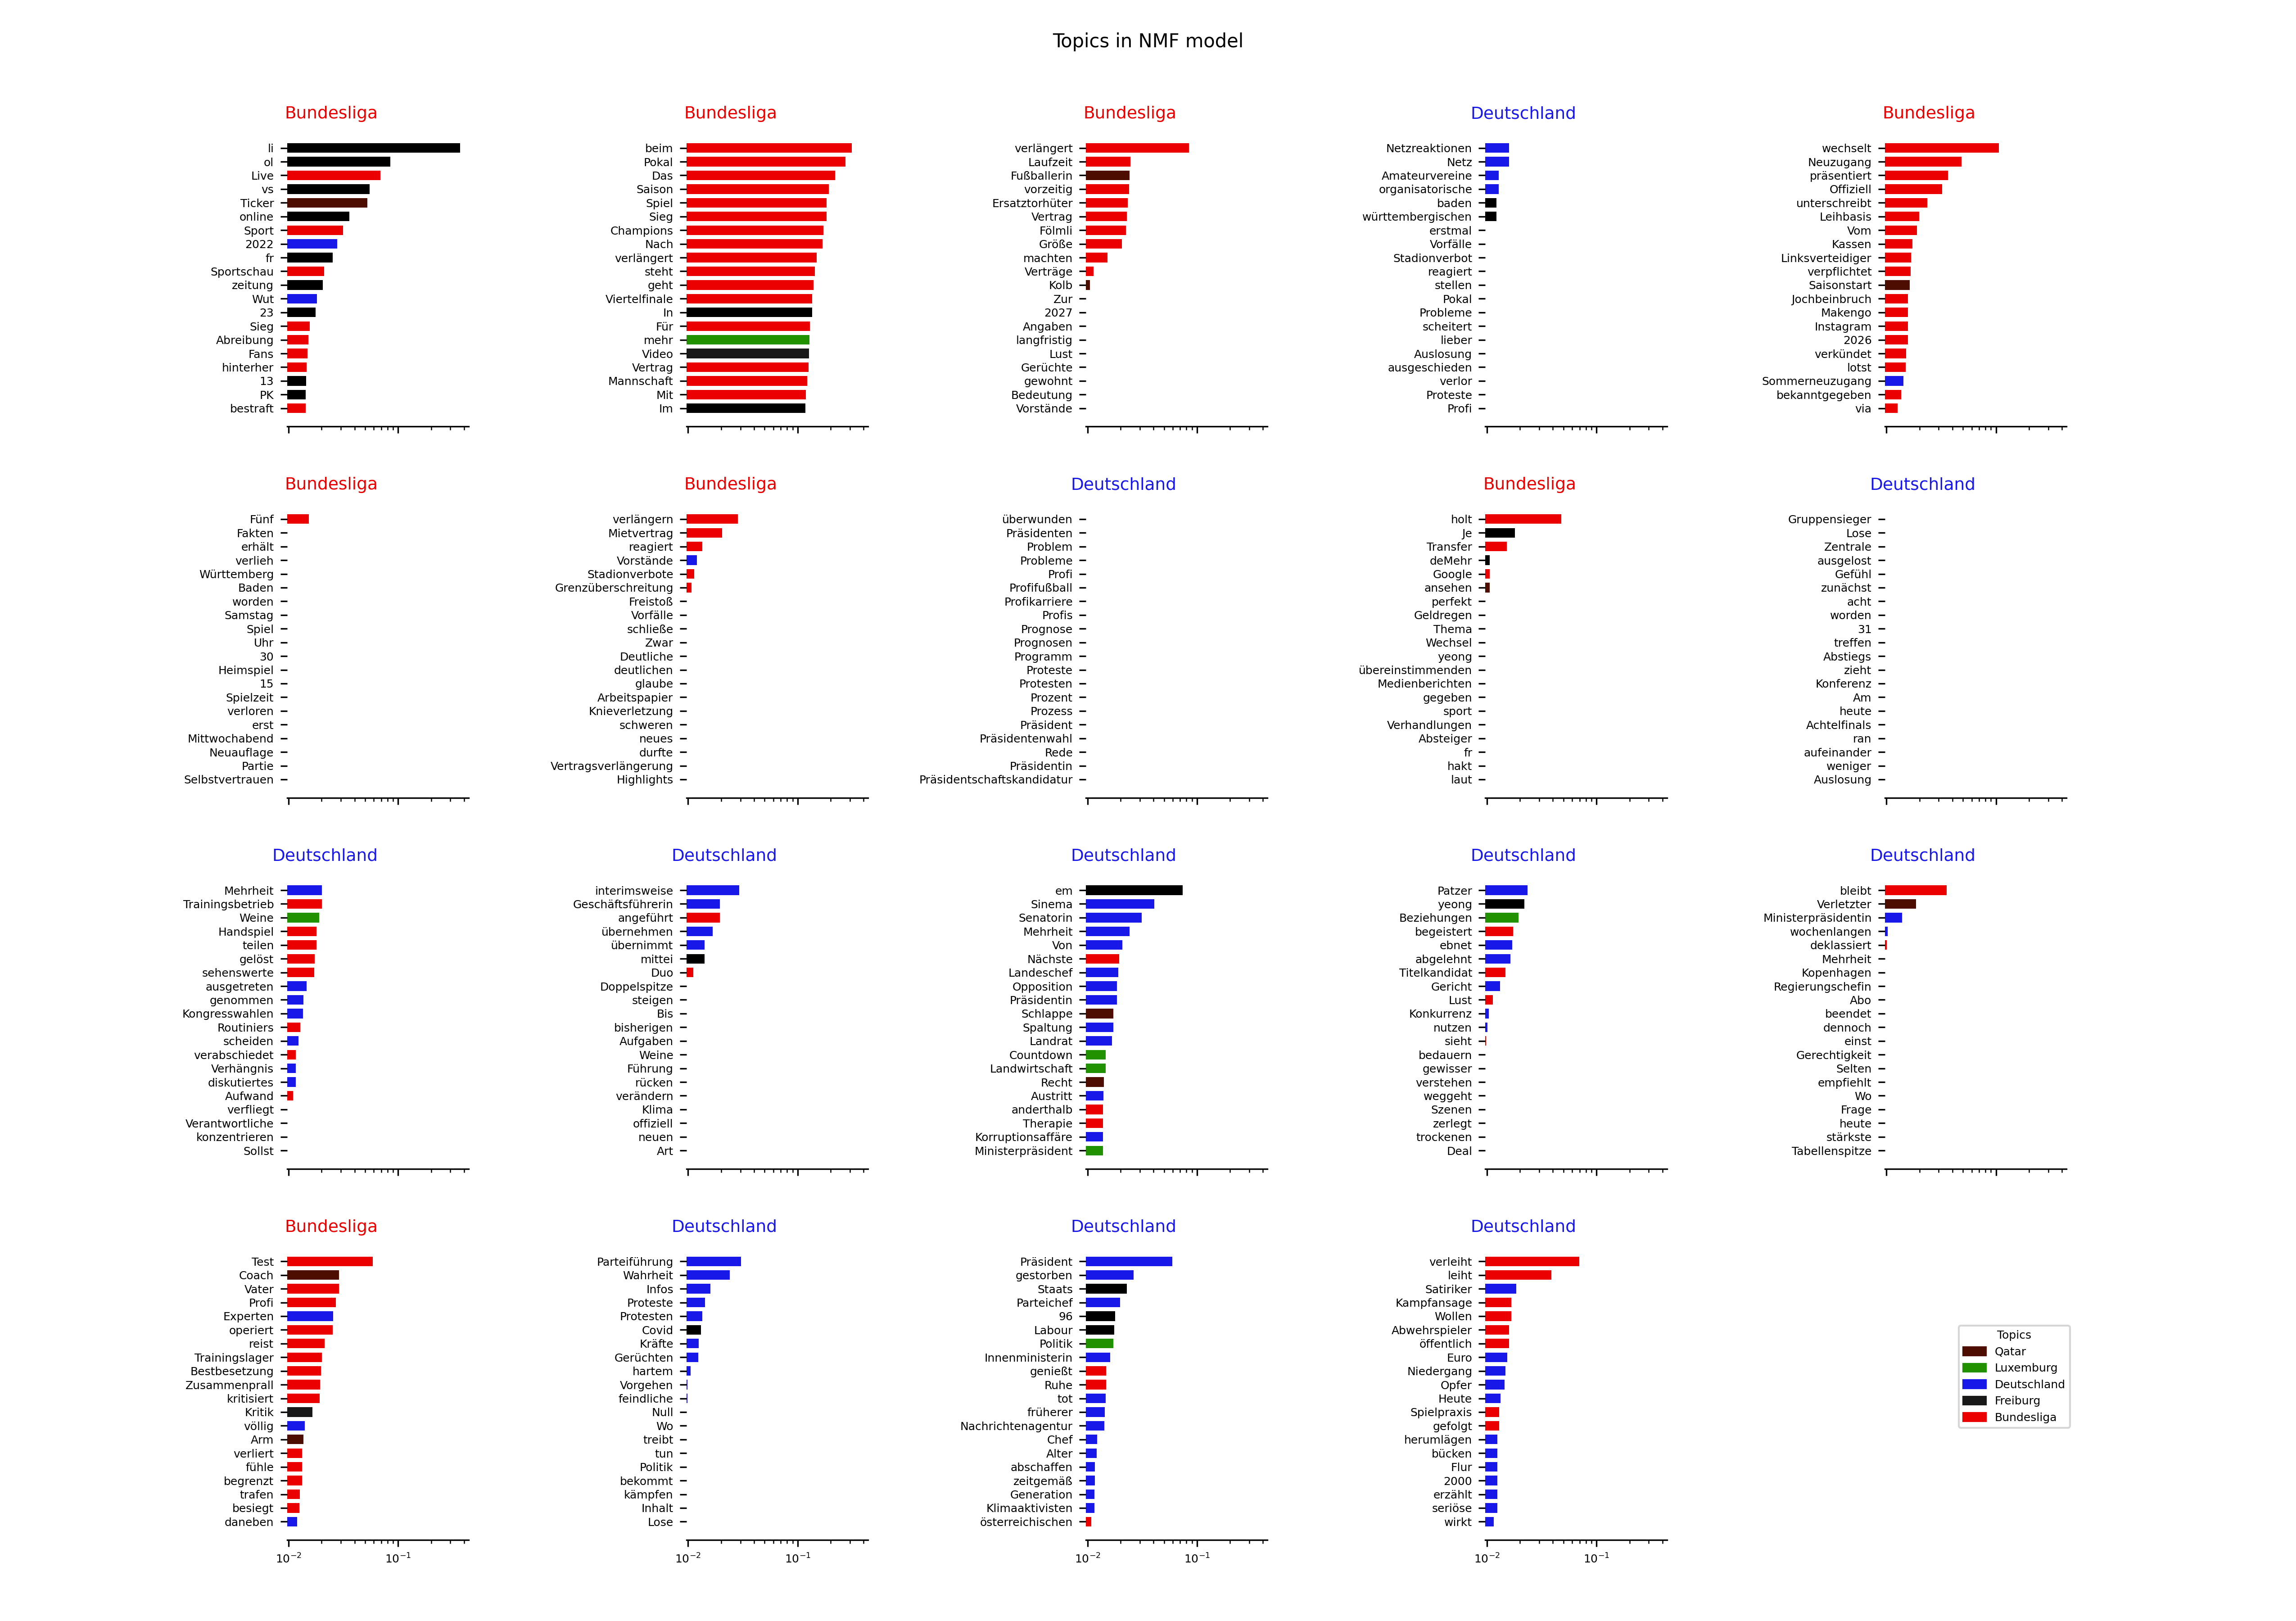 Topics in NMF model
Bundesliga
li
ol
Live
vs
Ticker
online
Sport
2022
fr
Sportschau
zeitung
Wut
23
Sieg
Abreibung
Fans
hinterher
13
PK
bestraft
Bundesliga
beim
Pokal
Das
Saison
Spiel
Sieg
Champions
Nach
verlängert
steht
geht
Viertelfinale
In
Für
mehr
Video
Vertrag
Mannschaft
Mit
Im
Bundesliga
verlängert
Laufzeit
Fußballerin
vorzeitig
Ersatztorhüter
Vertrag
Fölmli
Größe
machten
Verträge
Kolb
Zur
2027
Angaben
langfristig
Lust
Gerüchte
gewohnt
Bedeutung
Vorstände
Deutschland
Netzreaktionen
Netz
Amateurvereine
organisatorische
baden
württembergischen
erstmal
Vorfälle
Stadionverbot
reagiert
stellen
Pokal
Probleme
scheitert
lieber
Auslosung
ausgeschieden
verlor
Proteste
Profi
Bundesliga
wechselt
Neuzugang
präsentiert
Offiziell
unterschreibt
Leihbasis
Vom
Kassen
Linksverteidiger
verpflichtet
Saisonstart
Jochbeinbruch
Makengo
Instagram
2026
verkündet
lotst
Sommerneuzugang
bekanntgegeben
via
Bundesliga
Fünf
Fakten
erhält
verlieh
Württemberg
Baden
worden
Samstag
Spiel
Uhr
30
Heimspiel
15
Spielzeit
verloren
erst
Mittwochabend
Neuauflage
Partie
Selbstvertrauen
Bundesliga
verlängern
Mietvertrag
reagiert
Vorstände
Stadionverbote
Grenzüberschreitung
Freistoß
Vorfälle
schließe
Zwar
Deutliche
deutlichen
glaube
Arbeitspapier
Knieverletzung
schweren
neues
durfte
Vertragsverlängerung
Highlights
Deutschland
überwunden
Präsidenten
Problem
Probleme
Profi
Profifußball
Profikarriere
Profis
Prognose
Prognosen
Programm
Proteste
Protesten
Prozent
Prozess
Präsident
Präsidentenwahl
Rede
Präsidentin
Präsidentschaftskandidatur
Bundesliga
holt
Je
Transfer
deMehr
Google
ansehen
perfekt
Geldregen
Thema
Wechsel
yeong
übereinstimmenden
Medienberichten
gegeben
sport
Verhandlungen
Absteiger
fr
hakt
laut
Deutschland
Gruppensieger
Lose
Zentrale
ausgelost
Gefühl
zunächst
acht
worden
31
treffen
Abstiegs
zieht
Konferenz
Am
heute
Achtelfinals
ran
aufeinander
weniger
Auslosung
Deutschland
Mehrheit
Trainingsbetrieb
Weine
Handspiel
teilen
gelöst
sehenswerte
ausgetreten
genommen
Kongresswahlen
Routiniers
scheiden
verabschiedet
Verhängnis
diskutiertes
Aufwand
verfliegt
Verantwortliche
konzentrieren
Sollst
Deutschland
interimsweise
Geschäftsführerin
angeführt
übernehmen
übernimmt
mittei
Duo
Doppelspitze
steigen
Bis
bisherigen
Aufgaben
Weine
Führung
rücken
verändern
Klima
offiziell
neuen
Art
Deutschland
em
Sinema
Senatorin
Mehrheit
Von
Nächste
Landeschef
Opposition
Präsidentin
Schlappe
Spaltung
Landrat
Countdown
Landwirtschaft
Recht
Austritt
anderthalb
Therapie
Korruptionsaffäre
Ministerpräsident
Deutschland
Patzer
yeong
Beziehungen
begeistert
ebnet
abgelehnt
Titelkandidat
Gericht
Lust
Konkurrenz
nutzen
sieht
bedauern
gewisser
verstehen
weggeht
Szenen
zerlegt
trockenen
Deal
Deutschland
bleibt
Verletzter
Ministerpräsidentin
wochenlangen
deklassiert
Mehrheit
Kopenhagen
Regierungschefin
Abo
beendet
dennoch
einst
Gerechtigkeit
Selten
empfiehlt
Wo
Frage
heute
stärkste
Tabellenspitze
Bundesliga
Test
Coach
Vater
Profi
Experten
operiert
reist
Trainingslager
Bestbesetzung
Zusammenprall
kritisiert
Kritik
völlig
Arm
verliert
fühle
begrenzt
trafen
besiegt
daneben
10⁻² 10⁻¹
Deutschland
Parteiführung
Wahrheit
Infos
Proteste
Protesten
Covid
Kräfte
Gerüchten
hartem
Vorgehen
feindliche
Null
Wo
treibt
tun
Politik
bekommt
kämpfen
Inhalt
Lose
10⁻² 10⁻¹
Deutschland
Präsident
gestorben
Staats
Parteichef
96
Labour
Politik
Innenministerin
genießt
Ruhe
tot
früherer
Nachrichtenagentur
Chef
Alter
abschaffen
zeitgemäß
Generation
Klimaaktivisten
österreichischen
10⁻² 10⁻¹
Deutschland
verleiht
leiht
Satiriker
Kampfansage
Wollen
Abwehrspieler
öffentlich
Euro
Niedergang
Opfer
Heute
Spielpraxis
gefolgt
herumlägen
bücken
Flur
2000
erzählt
seriöse
wirkt
10⁻² 10⁻¹
Topics
Qatar
Luxemburg
Deutschland
Freiburg
Bundesliga